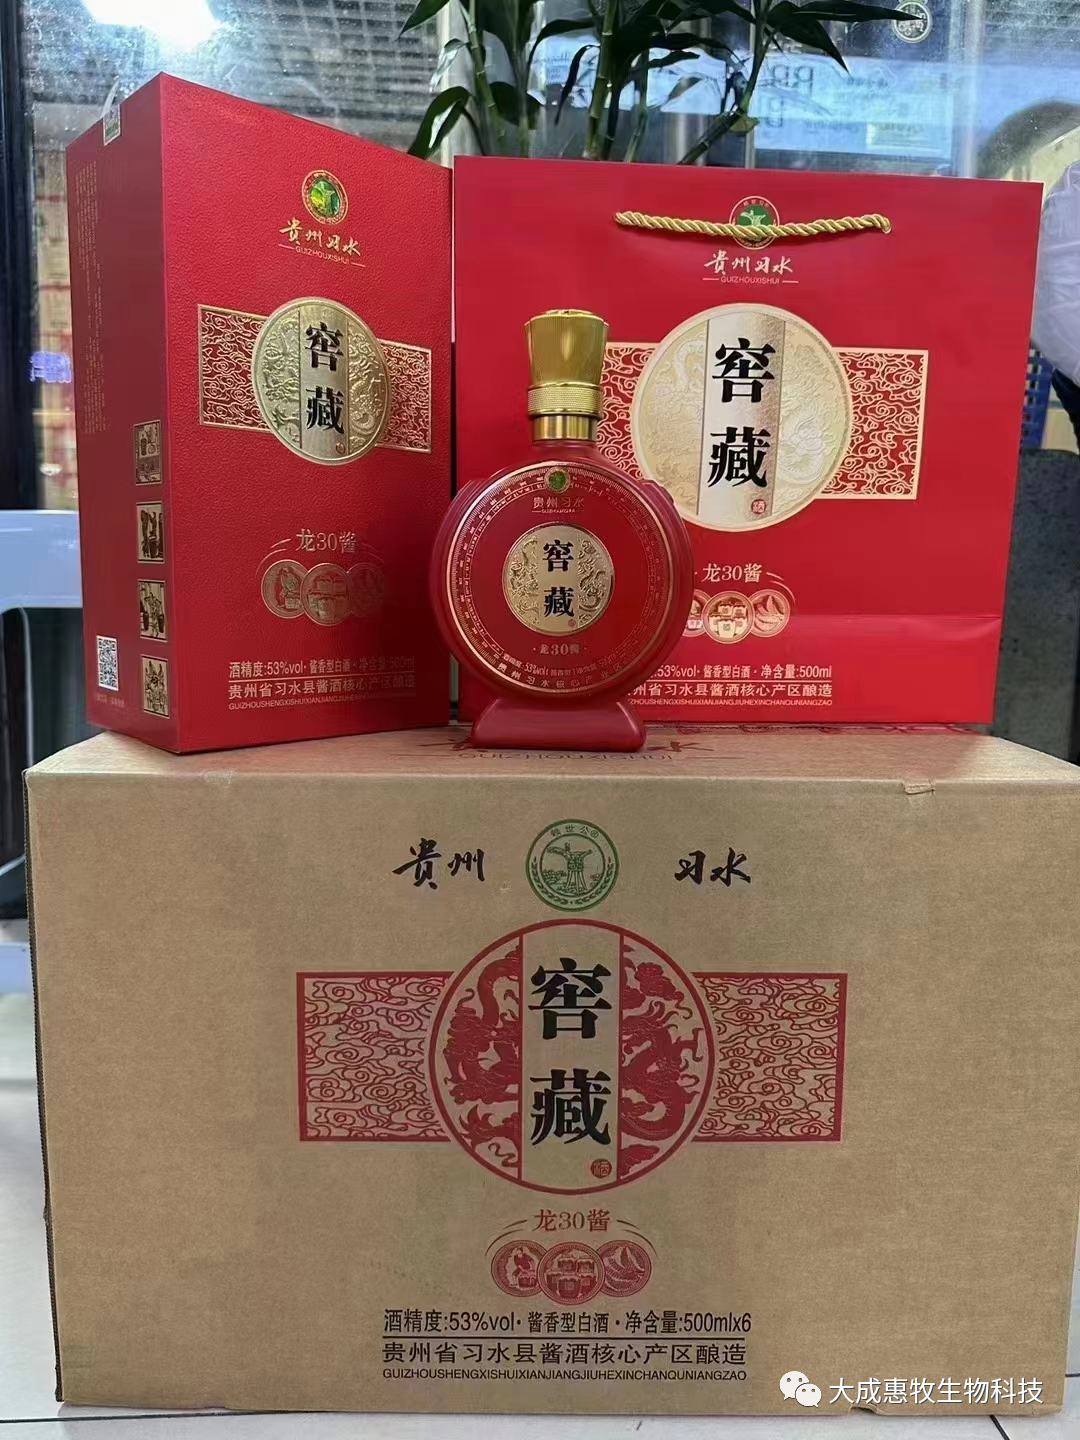 贵州习水
GUIZHOUXISHUI
窖
藏
龙30酱
酒精度:53%vol·酱香型白酒·净含量:500ml
贵州省习水县酱酒核心产区酿造
GUIZHOUSHENGXISHUIXIANJIANGJIUHEXINCHANQUNIANGZAO
贵州习水
GUIZHOUXISHUI
窖
藏
龙30酱
53%vol·酱香型白酒·净含量:500ml
州省习水县酱酒核心产区酿造
XISHUIXIANJIANGJIUHEXINCHANQUNIANGZAO
贵州习水
窖
藏
·龙30酱·
GUIZHOUXISHUI
贵州 习水
窖
藏
龙30酱
酒精度:53%vol·酱香型白酒·净含量:500mlx6
贵州省习水县酱酒核心产区酿造
GUIZHOUSHENGXISHUIXIANJIANGJIUHEXINCHANQUNIANGZAO
大成惠牧生物科技